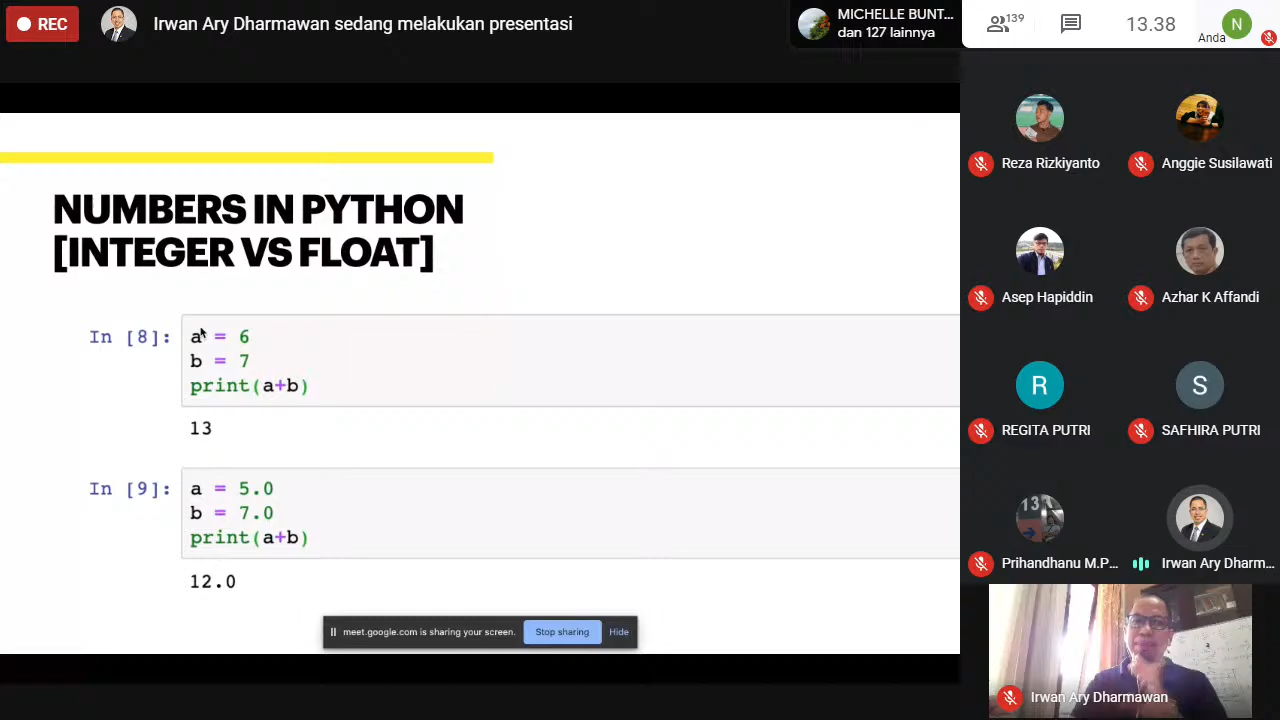 REC
Irwan Ary Dharmawan sedang melakukan presentasi
MICHELLE BUNT...
dan 127 lainnya
139
13.38
N
Anda
NUMBERS IN PYTHON
[INTEGER VS FLOAT]
In [8]:
a = 6
b = 7
print(a+b)
13
In [9]:
a = 5.0
b = 7.0
print(a+b)
12.0
meet.google.com is sharing your screen.
Stop sharing
Hide
Reza Rizkiyanto
Anggie Susilawati
Asep Hapiddin
Azhar K Affandi
R
REGITA PUTRI
S
SAFHIRA PUTRI
13
Prihandhanu M.P...
Irwan Ary Dharm...
Irwan Ary Dharmawan